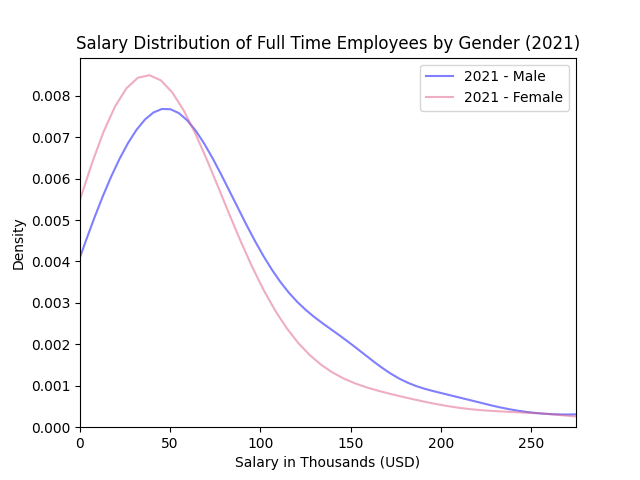 Salary Distribution of Full Time Employees by Gender (2021)
2021 - Male
2021 - Female
Density
0.008
0.007
0.006
0.005
0.004
0.003
0.002
0.001
0.000
0 50 100 150 200 250
Salary in Thousands (USD)